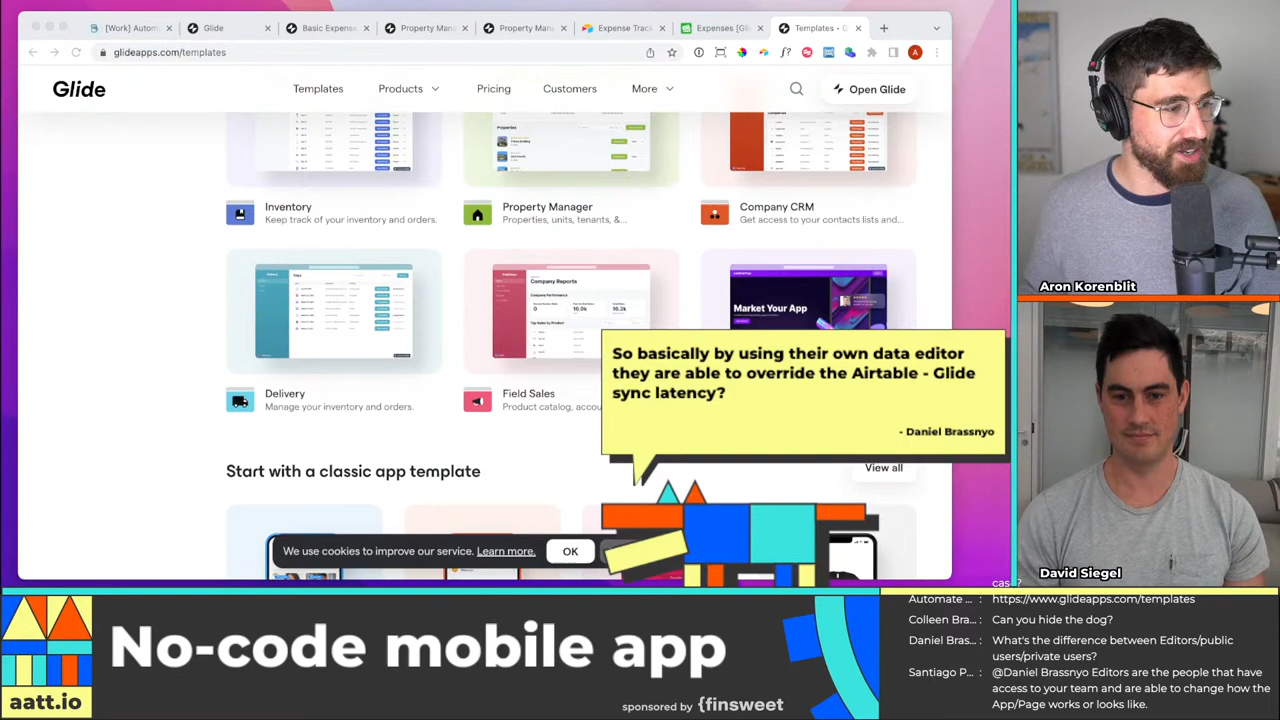 [Work] Autom
Glide
Basic Expense
Property Mana
Property Mana
Expense Track
Expenses [Gli
Templates • G
glideapps.com/templates
A
Glide
Templates
Products
Pricing
Customers
More
Open Glide
Inventory
Keep track of your inventory and orders.
Property Manager
Properties, units, tenants, &...
Company CRM
Get access to your contacts lists and...
Company Reports
Market Your App
Delivery
Manage your inventory and orders.
Field Sales
Product catalog, accou
So basically by using their own data editor
they are able to override the Airtable - Glide
sync latency?
- Daniel Brassnyo
Start with a classic app template
View all
We use cookies to improve our service. Learn more.
OK
Aron Korenblit
David Siegel
No-code mobile app
sponsored by {finsweet
aatt.io
cas ?
Automate ... : https://www.glideapps.com/templates
Colleen Bra... : Can you hide the dog?
Daniel Bras... : What's the difference between Editors/public
users/private users?
Santiago P... : @Daniel Brassnyo Editors are the people that have
access to your team and are able to change how the
App/Page works or looks like.